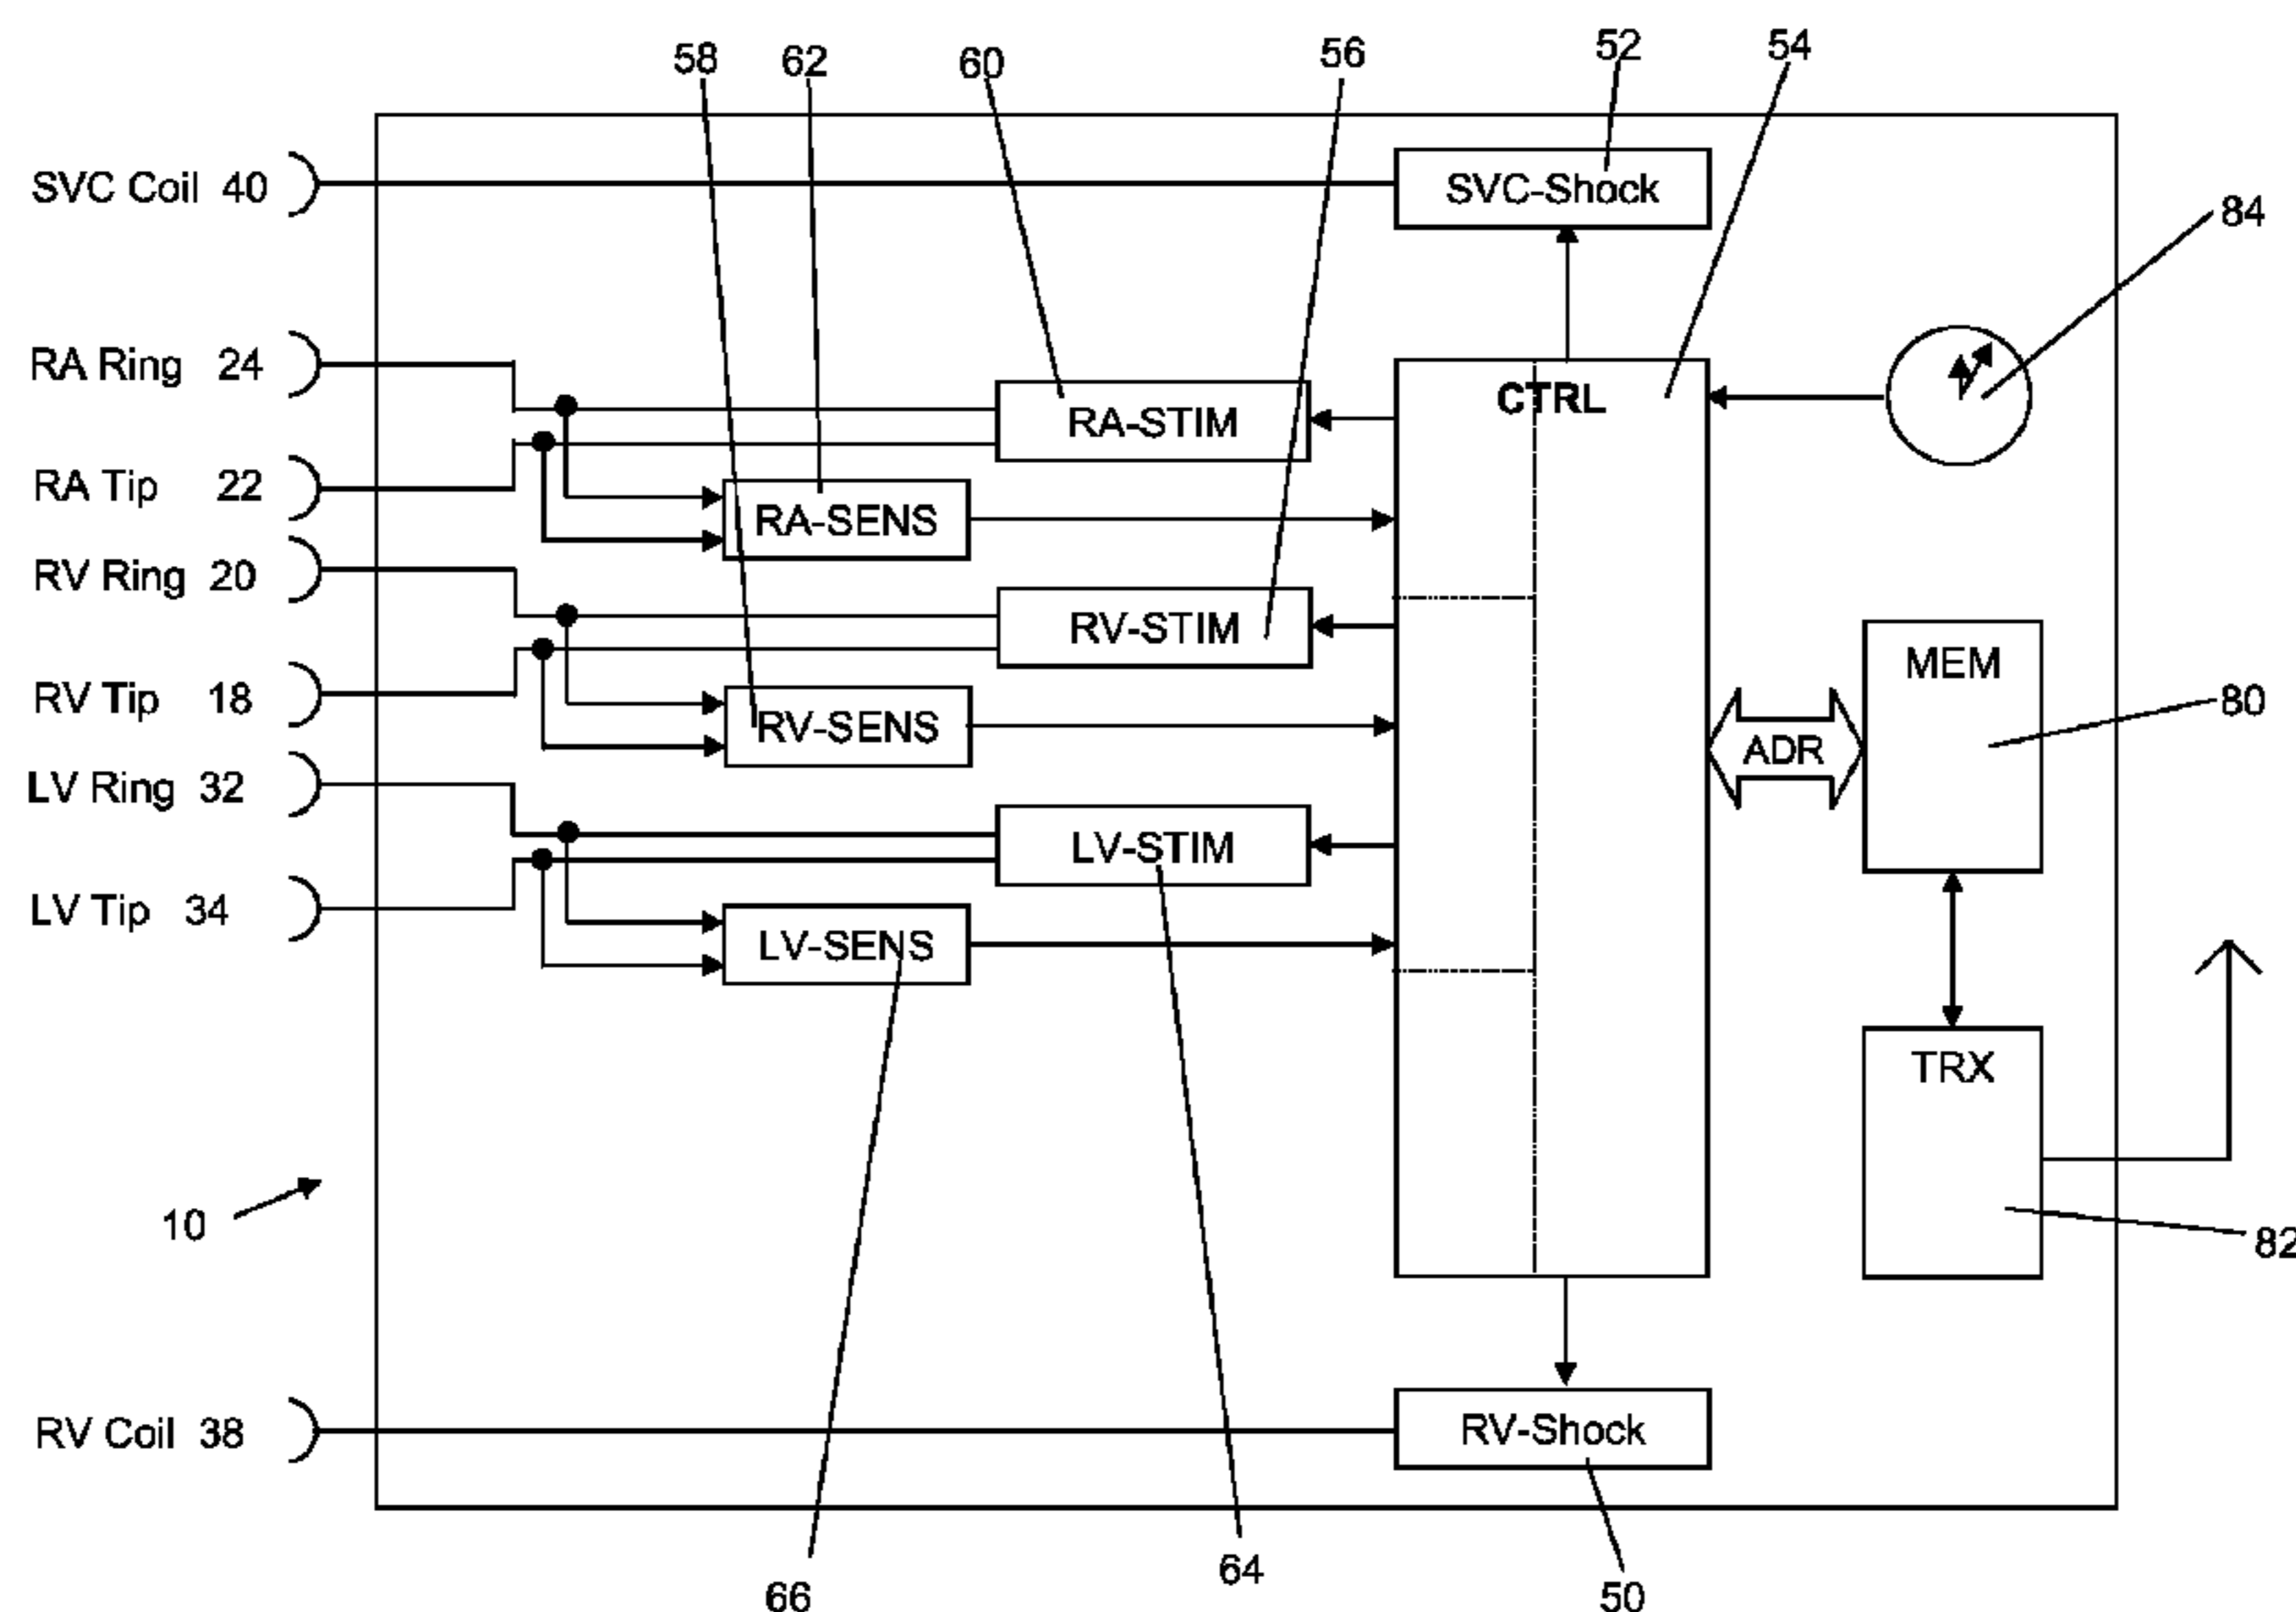 58 62 60 56 52 54
SVC Coil 40
SVC-Shock
84
RA Ring 24
RA-STIM
CTRL
RA Tip 22
RA-SENS
RV Ring 20
RV-STIM
MEM
RV Tip 18
RV-SENS
80
ADR
LV Ring 32
LV-STIM
LV Tip 34
LV-SENS
TRX
10
82
RV Coil 38
RV-Shock
66 64 50